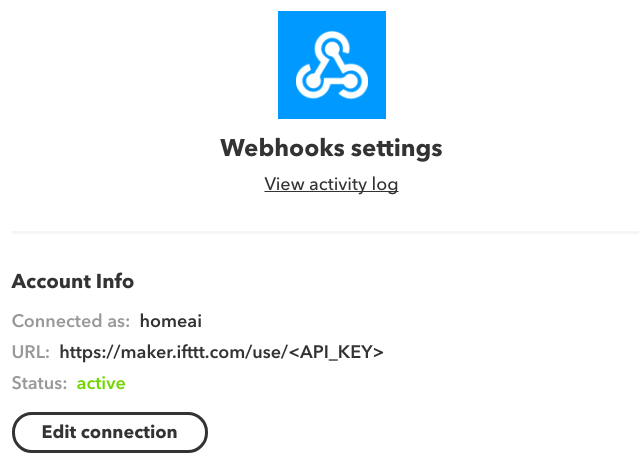 Webhooks settings
View activity log
Account Info
Connected as: homeai
URL: https://maker.ifttt.com/use/<API_KEY>
Status: active
Edit connection